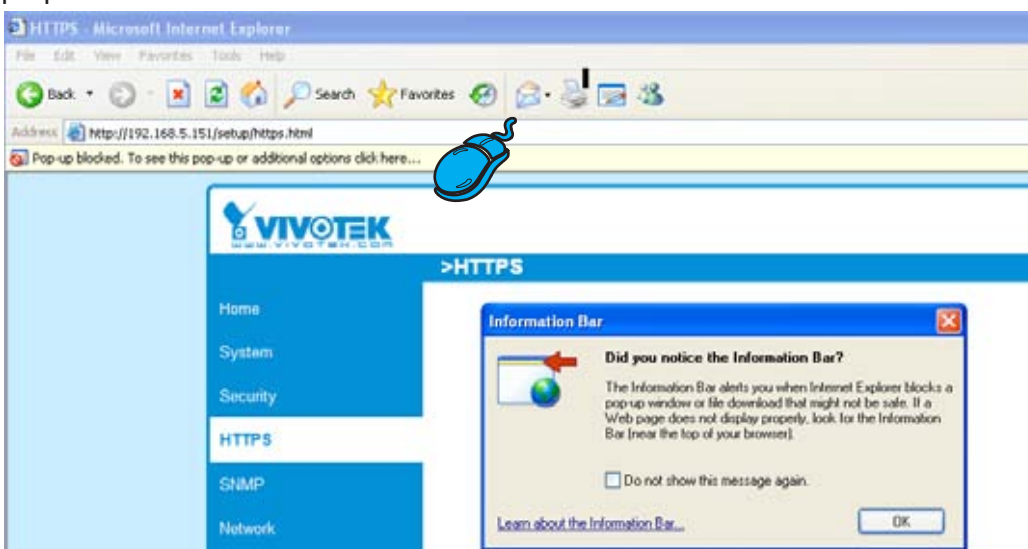 HTTPS - Microsoft Internet Explorer
File Edit View Favorites Tools Help
Back Search Favorites
Address http://192.168.5.151/setup/https.html
Pop-up blocked. To see this pop-up or additional options click here...
VIVOTEK
WWW.VIVOTEK.COM
>HTTPS
Home
System
Security
HTTPS
SNMP
Network
Information Bar
Did you notice the Information Bar?
The Information Bar alerts you when Internet Explorer blocks a
pop-up window or file download that might not be safe. If a
Web page does not display properly, look for the Information
Bar (near the top of your browser).
Do not show this message again.
Learn about the Information Bar...
OK